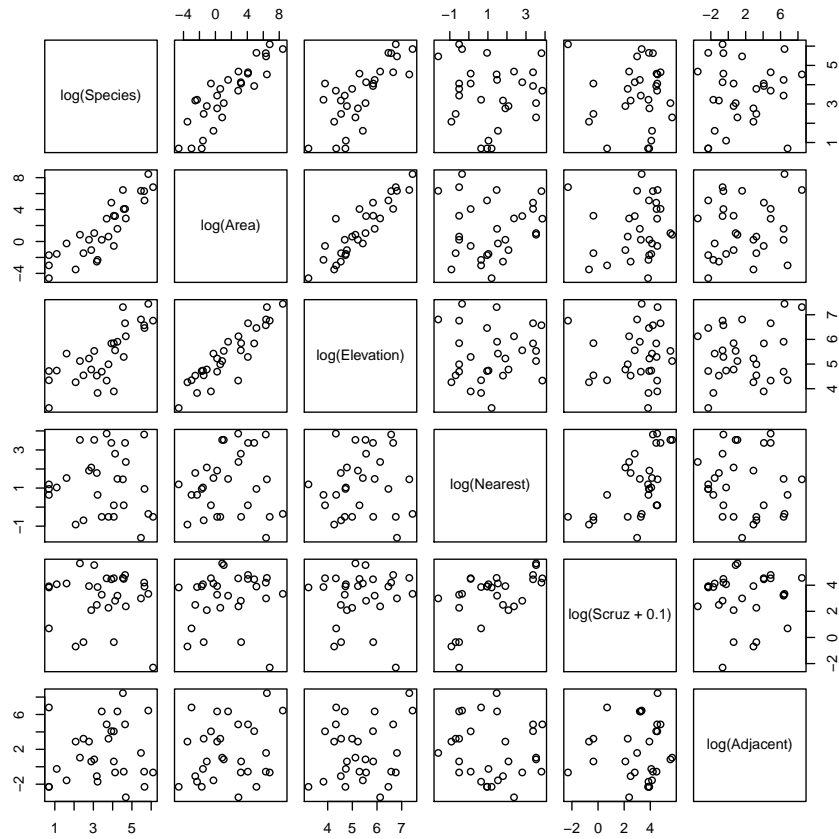 −4 0 4 8
−1 1 3
−2 2 6
log(Species)
1 3 5
−4 0 4 8
log(Area)
log(Elevation)
4 5 6 7
−1 1 3
log(Nearest)
log(Scruz + 0.1)
−2 0 2 4
−2 2 6
log(Adjacent)
1 3 5
4 5 6 7
−2 0 2 4